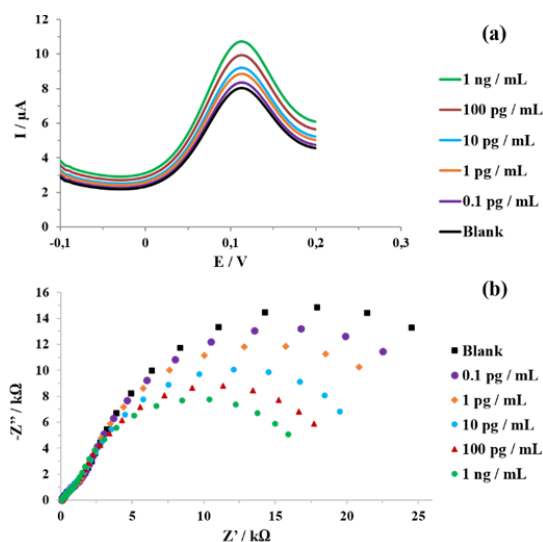 (a)
I / µA
12
10
8
6
4
2
0
-0,1
0
0,1
0,2
0,3
E / V
1 ng / mL
100 pg / mL
10 pg / mL
1 pg / mL
0.1 pg / mL
Blank
(b)
-Z” / kΩ
16
14
12
10
8
6
4
2
0
0
5
10
15
20
25
Z’ / kΩ
Blank
0.1 pg / mL
1 pg / mL
10 pg / mL
100 pg / mL
1 ng / mL